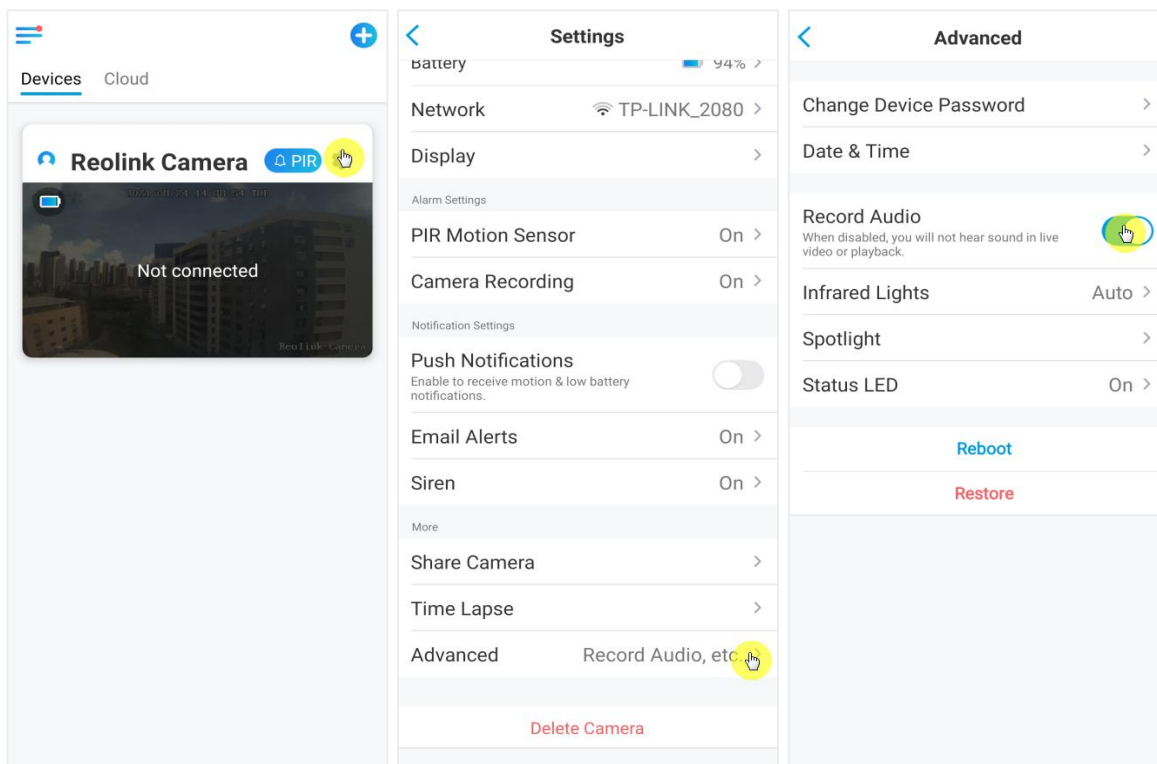 Devices
Cloud
Reolink Camera
PIR
Not connected
Reolink Camera
Settings
Battery 94%
Network TP-LINK_2080
Display
Alarm Settings
PIR Motion Sensor On
Camera Recording On
Notification Settings
Push Notifications
Enable to receive motion & low battery
notifications.
Email Alerts On
Siren On
More
Share Camera
Time Lapse
Advanced Record Audio, etc.
Delete Camera
Advanced
Change Device Password
Date & Time
Record Audio
When disabled, you will not hear sound in live
video or playback.
Infrared Lights Auto
Spotlight
Status LED On
Reboot
Restore